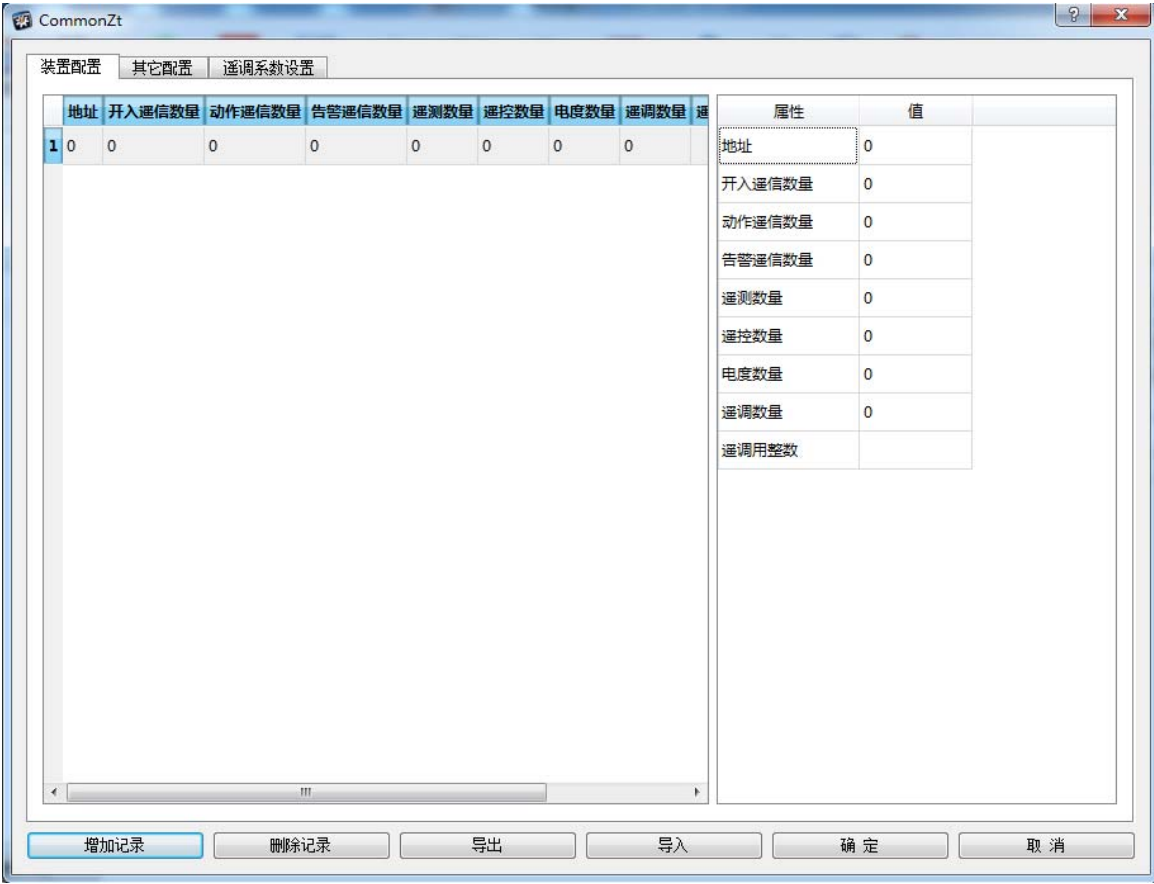 CommonZt
装置配置 其它配置 遥调系数设置
地址 开入遥信数量 动作遥信数量 告警遥信数量 遥测数量 遥控数量 电度数量 遥调数量 遥
1 0 0 0 0 0 0 0 0
属性 值
地址 0
开入遥信数量 0
动作遥信数量 0
告警遥信数量 0
遥测数量 0
遥控数量 0
电度数量 0
遥调数量 0
遥调用整数
增加记录 删除记录 导出 导入 确定 取消